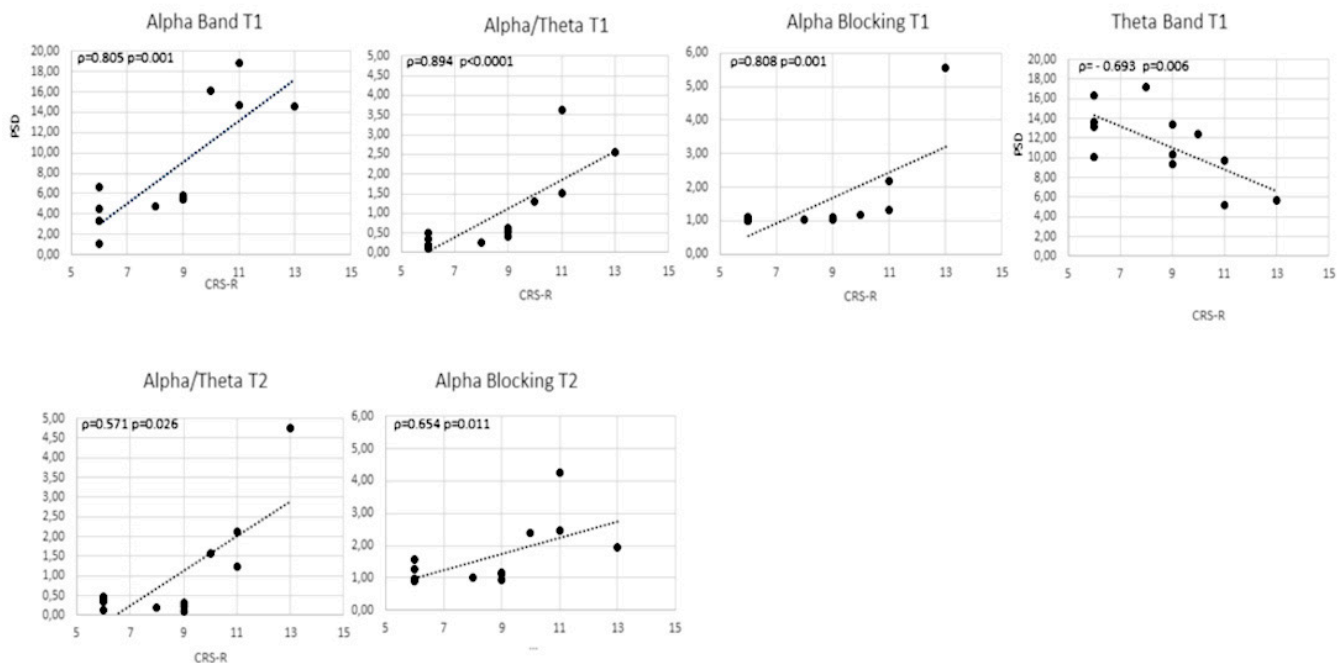 Alpha Band T1
ρ=0.805 p=0.001
20,00
18,00
16,00
14,00
12,00
10,00
8,00
6,00
4,00
2,00
0,00
PSD
5 7 9 11 13 15
CRS-R
Alpha/Theta T1
ρ=0.894 p<0.0001
5,00
4,50
4,00
3,50
3,00
2,50
2,00
1,50
1,00
0,50
0,00
5 7 9 11 13 15
CRS-R
Alpha Blocking T1
ρ=0.808 p=0.001
6,00
5,00
4,00
3,00
2,00
1,00
0,00
5 7 9 11 13 15
CRS-R
Theta Band T1
ρ= - 0.693 p=0.006
20,00
18,00
16,00
14,00
12,00
10,00
8,00
6,00
4,00
2,00
0,00
PSD
5 7 9 11 13 15
CRS-R
Alpha/Theta T2
ρ=0.571 p=0.026
5,00
4,50
4,00
3,50
3,00
2,50
2,00
1,50
1,00
0,50
0,00
5 7 9 11 13 15
CRS-R
Alpha Blocking T2
ρ=0.654 p=0.011
6,00
5,00
4,00
3,00
2,00
1,00
0,00
5 7 9 11 13 15
...